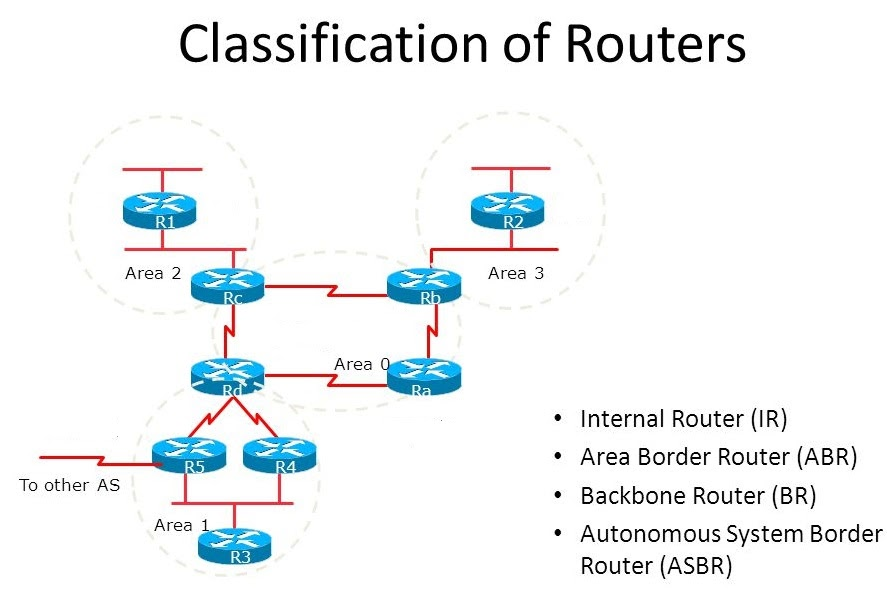 Classification of Routers
R1
R2
Area 2
Area 3
Rc
Rb
Area 0
Rd
Ra
R5
R4
To other AS
Area 1
R3
• Internal Router (IR)
• Area Border Router (ABR)
• Backbone Router (BR)
• Autonomous System Border
Router (ASBR)